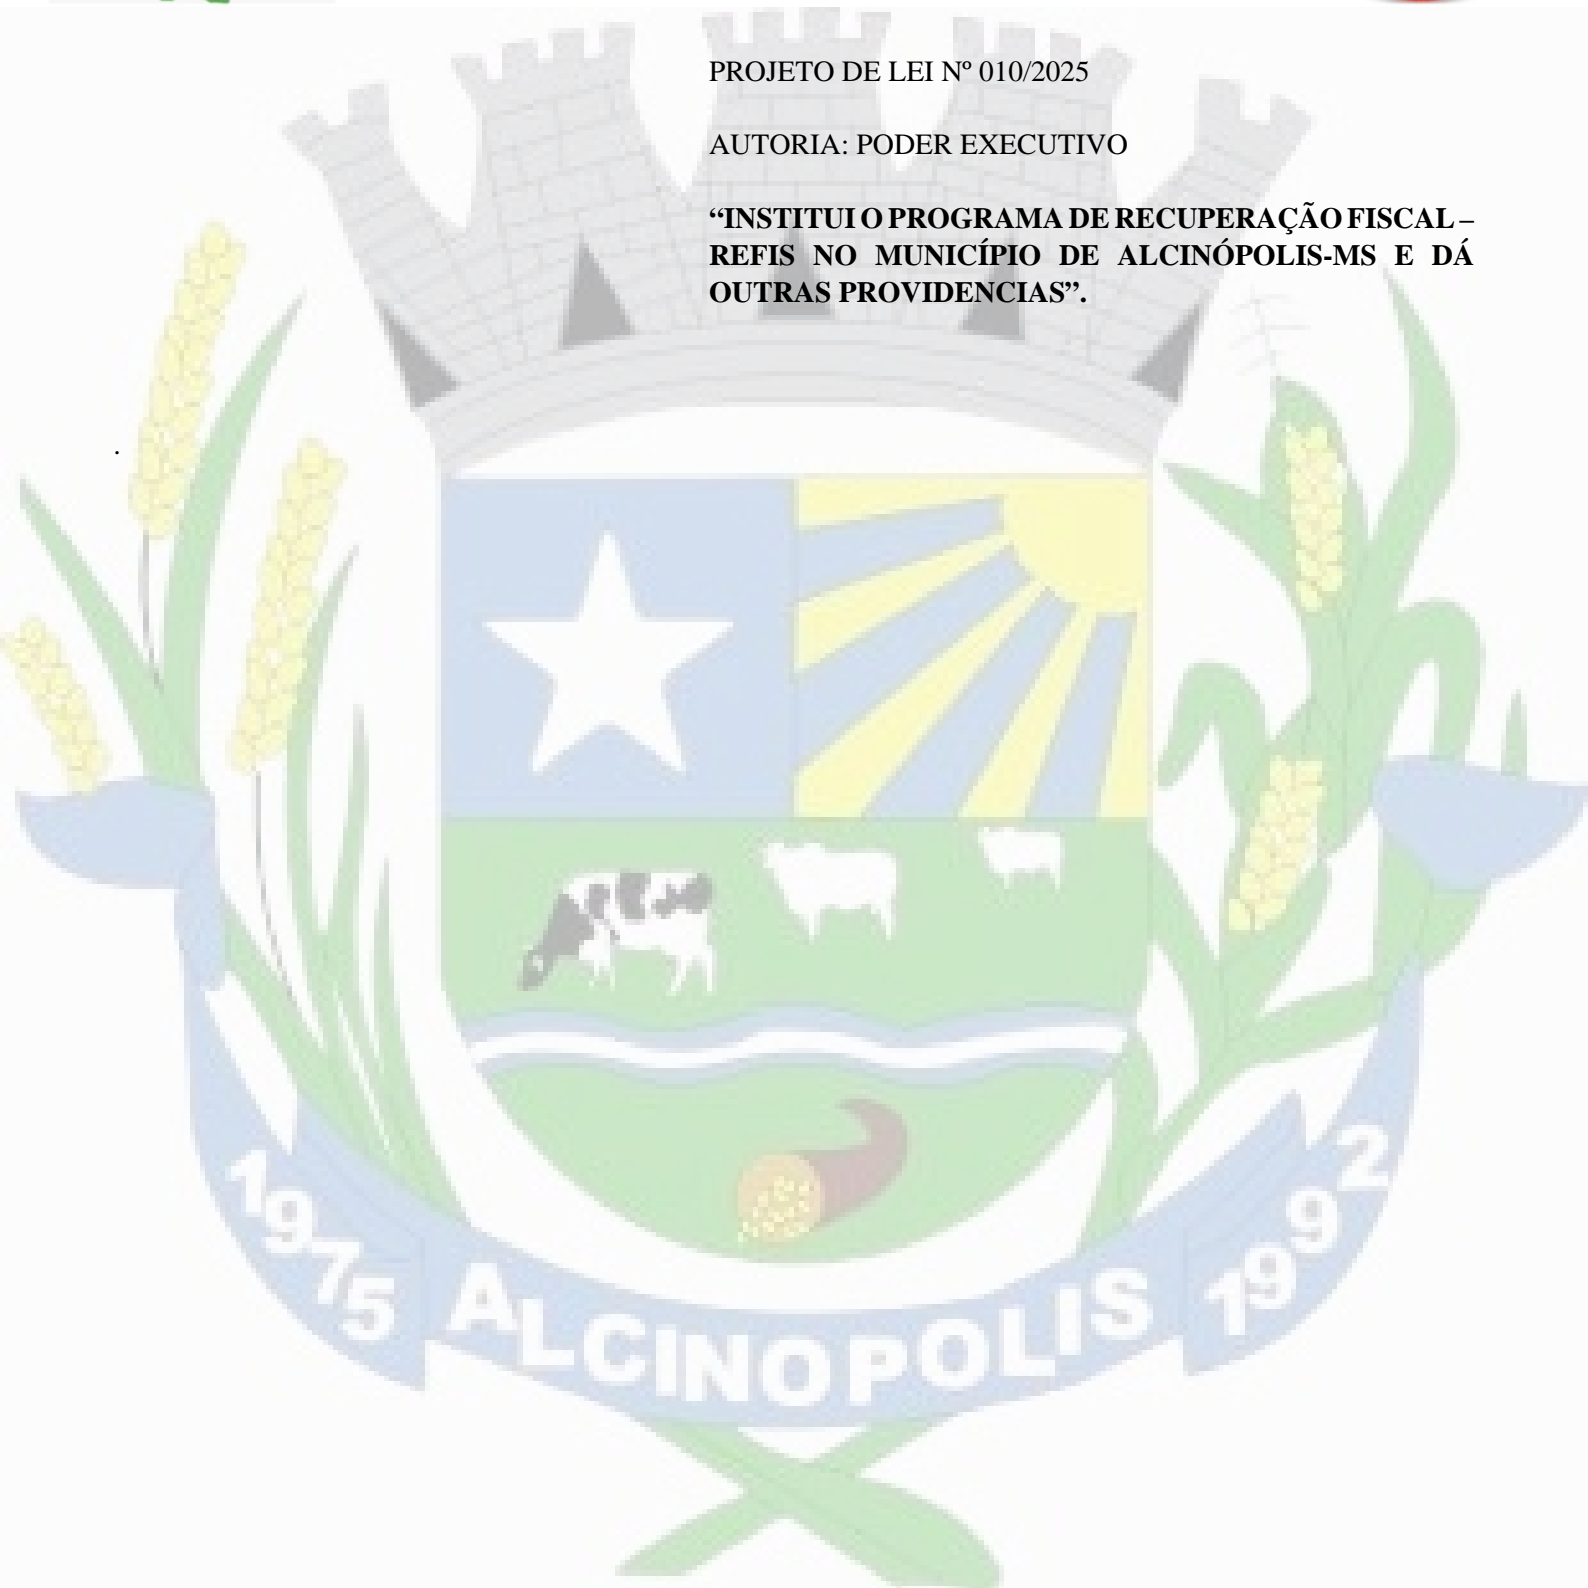 PROJETO DE LEI Nº 010/2025
AUTORIA: PODER EXECUTIVO
“INSTITUI O PROGRAMA DE RECUPERAÇÃO FISCAL –
REFIS NO MUNICÍPIO DE ALCINÓPOLIS-MS E DÁ
OUTRAS PROVIDENCIAS”.
.
1975 ALCINOPOLIS 1992